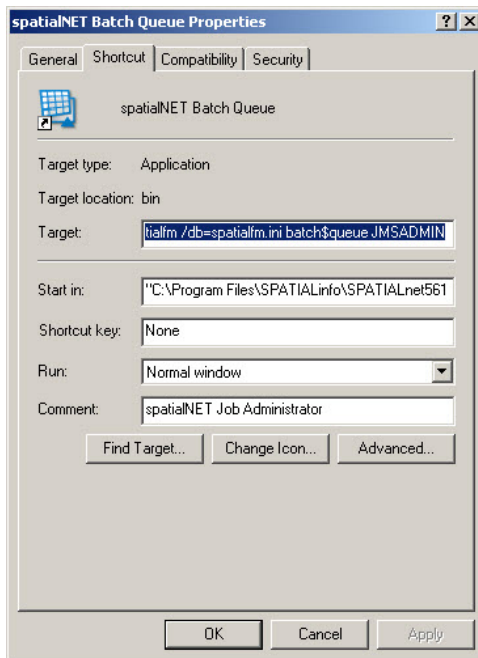 spatialNET Batch Queue Properties
General Shortcut Compatibility Security
spatialNET Batch Queue
Target type: Application
Target location: bin
Target: tialfm /db=spatialfm.ini batch$queue JMSADMIN
Start in: "C:\Program Files\SPATIALinfo\SPATIALnet561
Shortcut key: None
Run: Normal window
Comment: spatialNET Job Administrator
Find Target... Change Icon... Advanced...
OK Cancel Apply